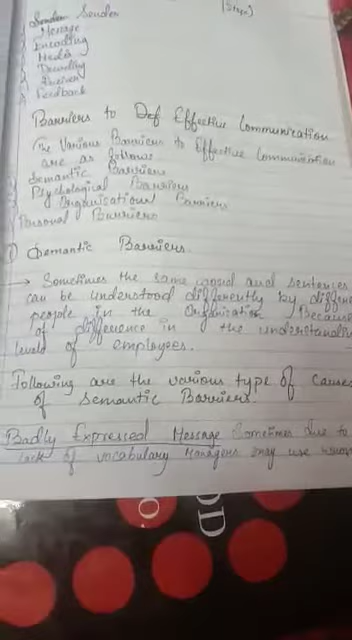 Sender (Steps)
Message
Encoding
Media
Decoding
Receiver
Feedback
Barriers to Effective Communication
The Various Barriers to Effective Communication
are as follows
Semantic Barriers
Psychological Barriers
Organisational Barriers
Personal Barriers
① Semantic Barriers.
→ Sometimes the same word and sentences
can be understood differently by
people in the Organisation Because
of difference in the
levels of employees.
Following are the various type of causes
of Semantic Barriers
Badly Expressed Message Sometimes due to
lack of vocabulary Managers may use